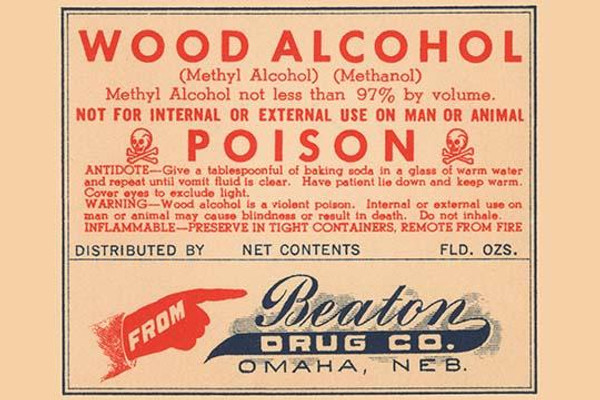 WOOD ALCOHOL
(Methyl Alcohol) (Methanol)
Methyl Alcohol not less than 97% by volume.
NOT FOR INTERNAL OR EXTERNAL USE ON MAN OR ANIMAL
POISON
ANTIDOTE—Give a tablespoonful of baking soda in a glass of warm water
and repeat until vomit fluid is clear. Have patient lie down and keep warm.
Cover eyes to exclude light.
WARNING—Wood alcohol is a violent poison. Internal or external use on
man or animal may cause blindness or result in death. Do not inhale.
INFLAMMABLE—PRESERVE IN TIGHT CONTAINERS, REMOTE FROM FIRE
DISTRIBUTED BY NET CONTENTS FLD. OZS.
FROM
Beaton
DRUG CO.
OMAHA, NEB.